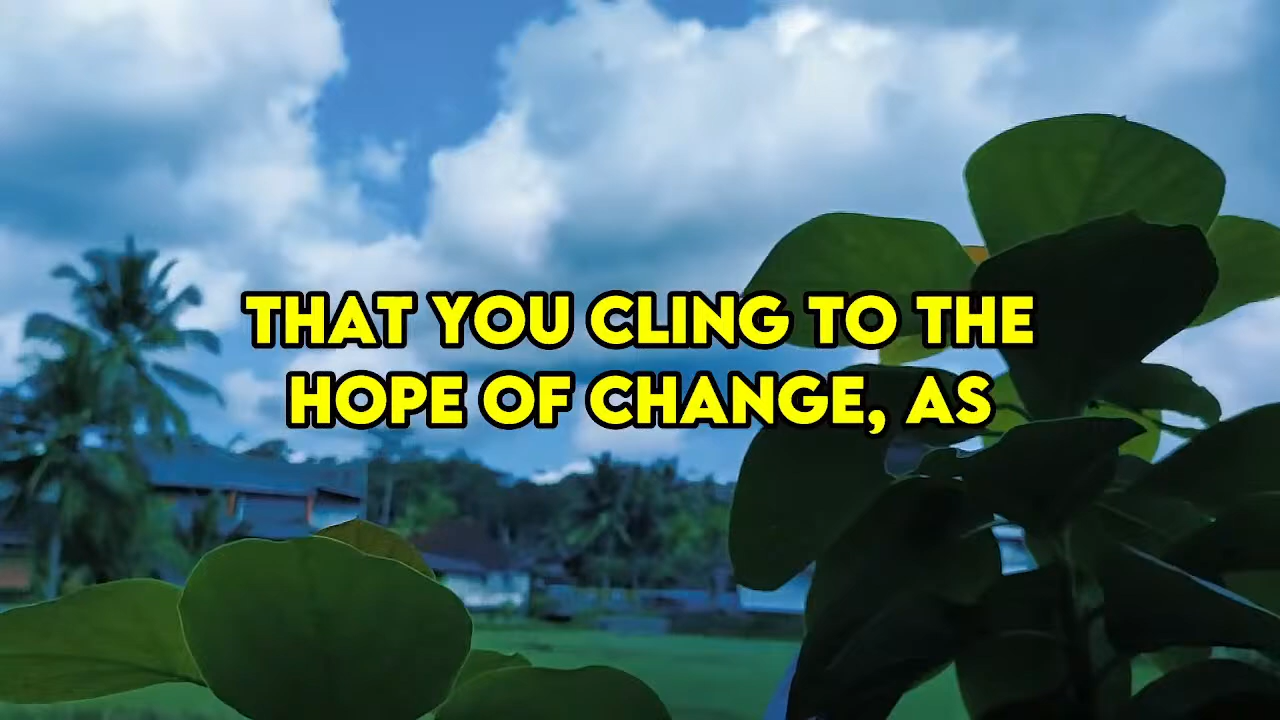 THAT YOU CLING TO THE
HOPE OF CHANGE, AS